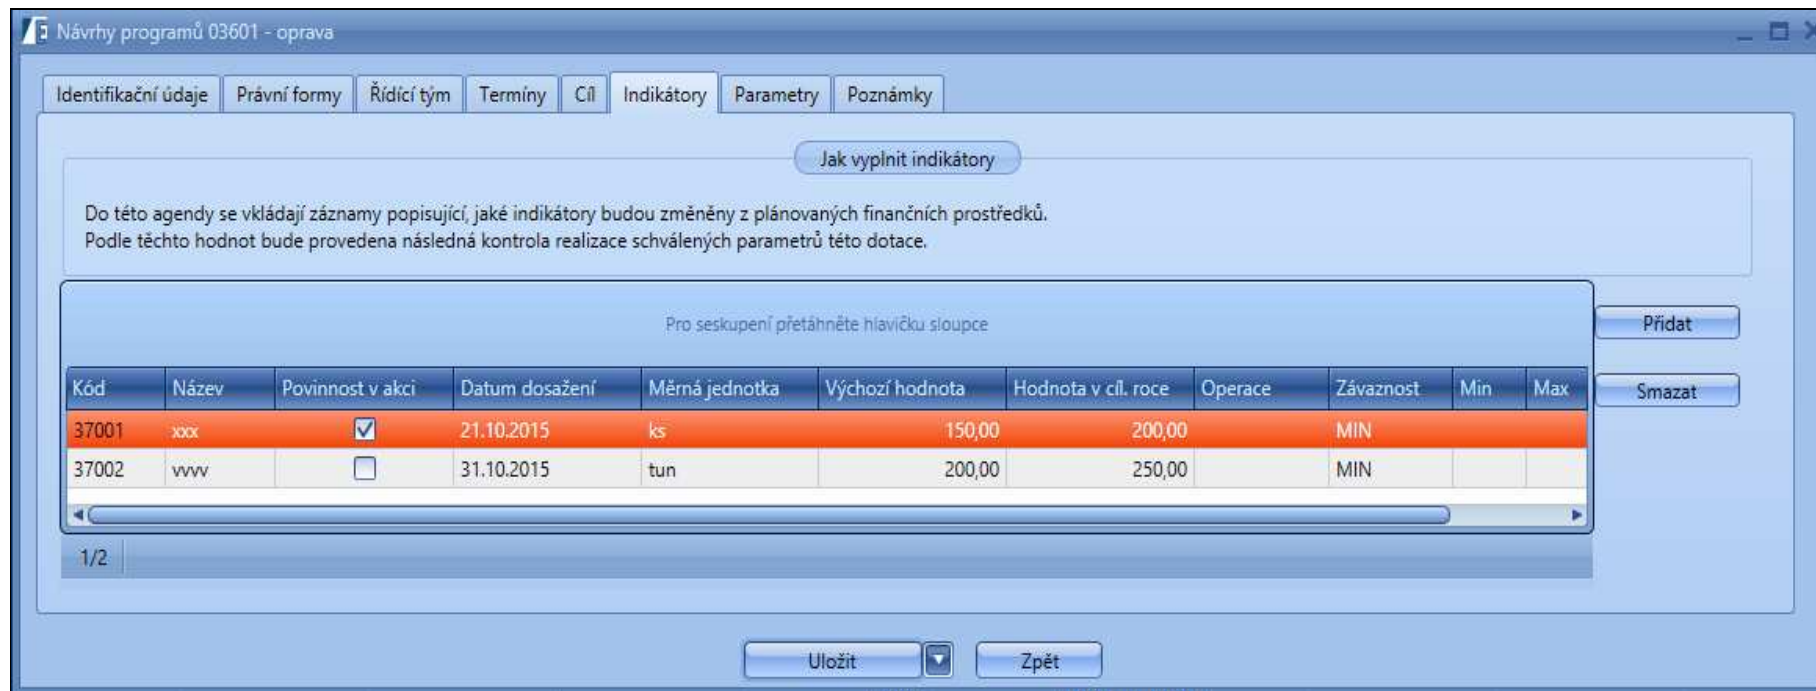 Návrhy programů 03601 - oprava
Identifikační údaje Právní formy Řídící tým Termíny Cíl Indikátory Parametry Poznámky
Jak vyplnit indikátory
Do této agendy se vkládají záznamy popisující, jaké indikátory budou změněny z plánovaných finančních prostředků.
Podle těchto hodnot bude provedena následná kontrola realizace schválených parametrů této dotace.
Pro seskupení přetáhněte hlavičku sloupce
Přidat
Kód Název Povinnost v akci Datum dosažení Měrná jednotka Výchozí hodnota Hodnota v cíl. roce Operace Závaznost Min Max
Smazat
37001 xxx 21.10.2015 ks 150,00 200,00 MIN
37002 vvvv 31.10.2015 tun 200,00 250,00 MIN
1/2
Uložit Zpět